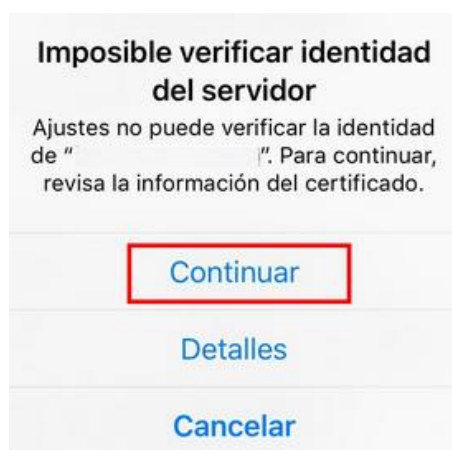 Imposible verificar identidad
del servidor
Ajustes no puede verificar la identidad
de “ ”. Para continuar,
revisa la información del certificado.
Continuar
Detalles
Cancelar